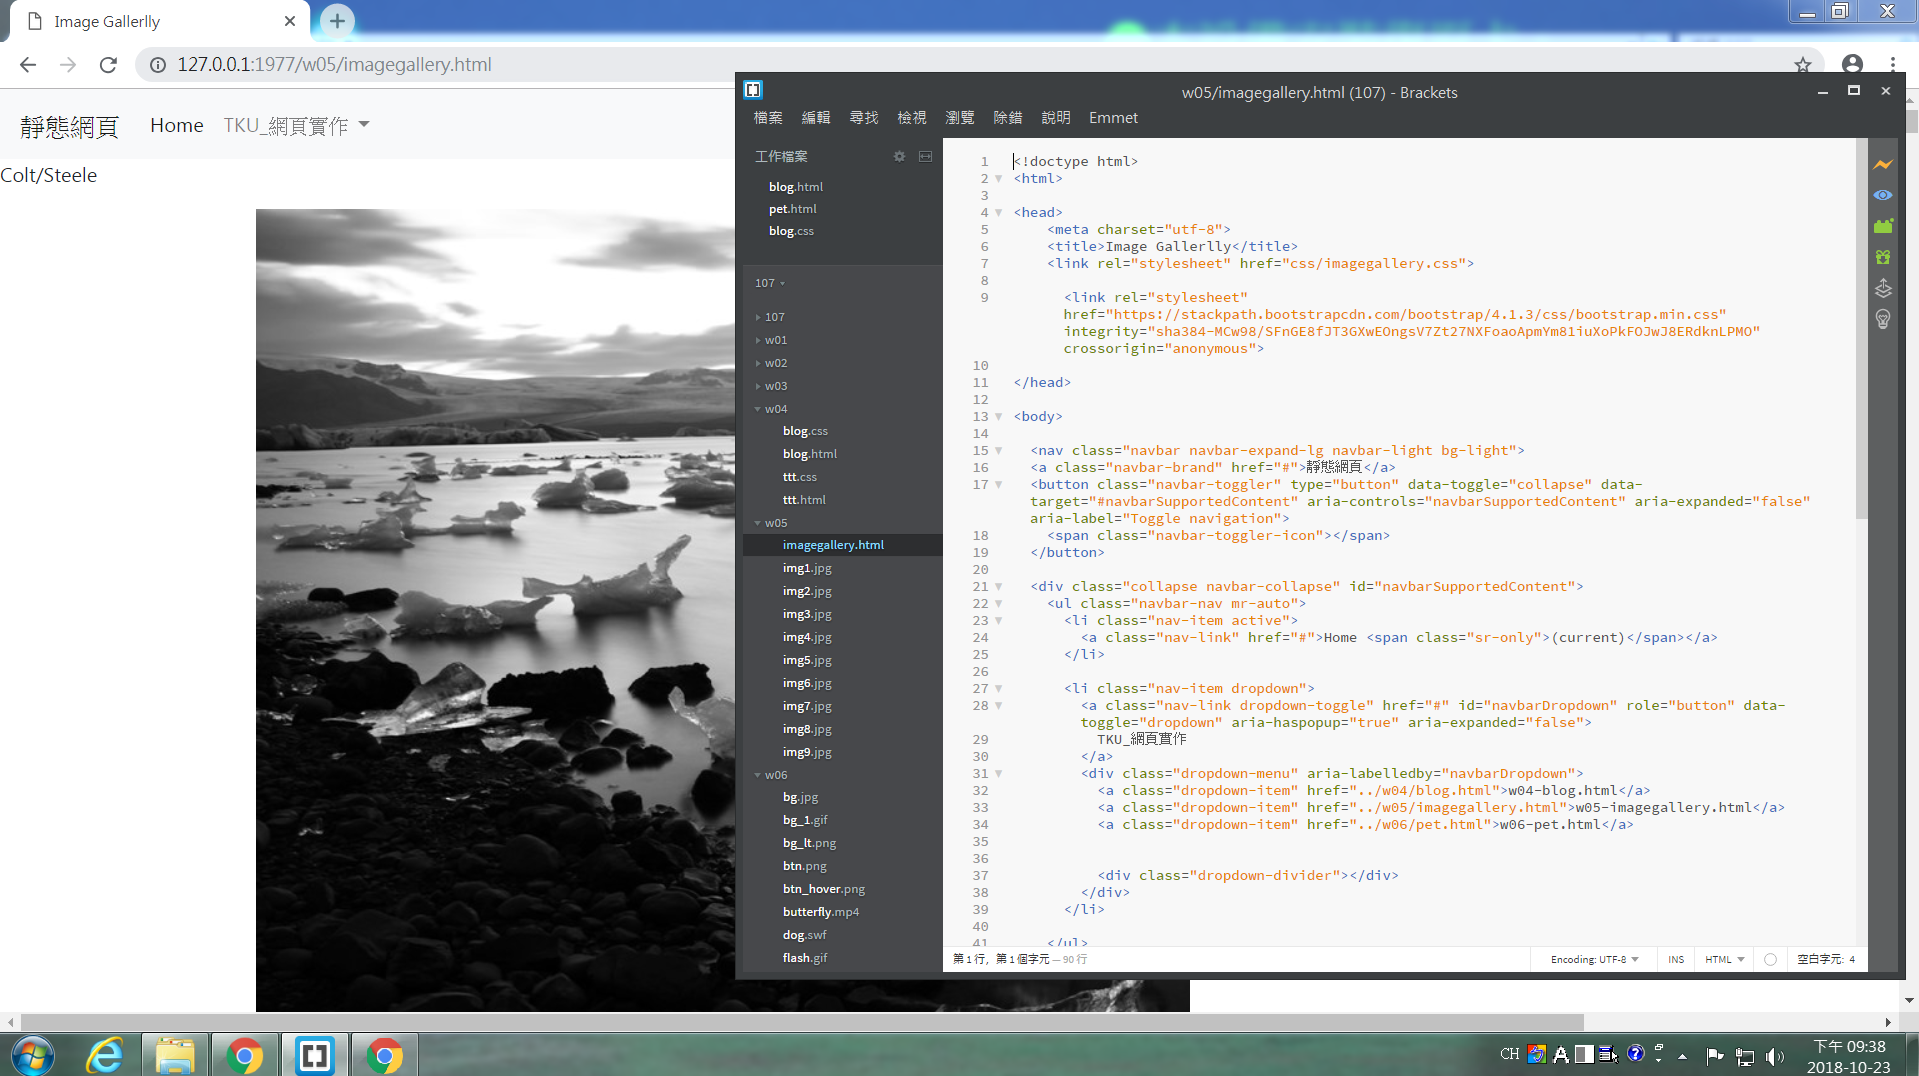 Image Gallerlly
127.0.0.1:1977/w05/imagegallery.html
靜態網頁 Home TKU_網頁實作
Colt/Steele
w05/imagegallery.html (107) - Brackets
檔案 編輯 尋找 檢視 瀏覽 除錯 說明 Emmet
工作檔案
blog.html
pet.html
blog.css
107
107
w01
w02
w03
w04
blog.css
blog.html
ttt.css
ttt.html
w05
imagegallery.html
img1.jpg
img2.jpg
img3.jpg
img4.jpg
img5.jpg
img6.jpg
img7.jpg
img8.jpg
img9.jpg
w06
bg.jpg
bg_1.gif
bg_lt.png
btn.png
btn_hover.png
butterfly.mp4
dog.swf
flash.gif
1 <!doctype html>
2 <html>
3
4 <head>
5 <meta charset="utf-8">
6 <title>Image Gallerlly</title>
7 <link rel="stylesheet" href="css/imagegallery.css">
8
9 <link rel="stylesheet"
href="https://stackpath.bootstrapcdn.com/bootstrap/4.1.3/css/bootstrap.min.css"
integrity="sha384-MCw98/SFnGE8fJT3GXwEOngsV7Zt27NXFoaoApmYm81iuXoPkFOJwJ8ERdknLPMO"
crossorigin="anonymous">
10
11 </head>
12
13 <body>
14
15 <nav class="navbar navbar-expand-lg navbar-light bg-light">
16 <a class="navbar-brand" href="#">靜態網頁</a>
17 <button class="navbar-toggler" type="button" data-toggle="collapse" data-
target="#navbarSupportedContent" aria-controls="navbarSupportedContent" aria-expanded="false"
aria-label="Toggle navigation">
18 <span class="navbar-toggler-icon"></span>
19 </button>
20
21 <div class="collapse navbar-collapse" id="navbarSupportedContent">
22 <ul class="navbar-nav mr-auto">
23 <li class="nav-item active">
24 <a class="nav-link" href="#">Home <span class="sr-only">(current)</span></a>
25 </li>
26
27 <li class="nav-item dropdown">
28 <a class="nav-link dropdown-toggle" href="#" id="navbarDropdown" role="button" data-
toggle="dropdown" aria-haspopup="true" aria-expanded="false">
29 TKU_網頁實作
30 </a>
31 <div class="dropdown-menu" aria-labelledby="navbarDropdown">
32 <a class="dropdown-item" href="../w04/blog.html">w04-blog.html</a>
33 <a class="dropdown-item" href="../w05/imagegallery.html">w05-imagegallery.html</a>
34 <a class="dropdown-item" href="../w06/pet.html">w06-pet.html</a>
35
36
37 <div class="dropdown-divider"></div>
38 </div>
39 </li>
40
41 </ul>
第 1 行，第 1 個字元 — 90 行 Encoding: UTF-8 INS HTML 空白字元: 4
CH 下午 09:38
2018-10-23